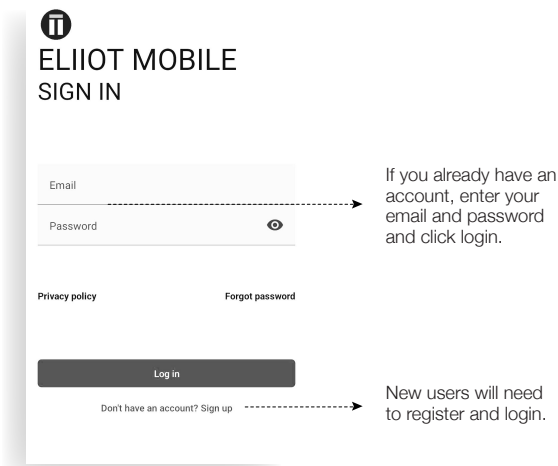 ELIIOT MOBILE
SIGN IN
Email
Password
If you already have an
account, enter your
email and password
and click login.
Privacy policy Forgot password
Log in
Don't have an account? Sign up
New users will need
to register and login.